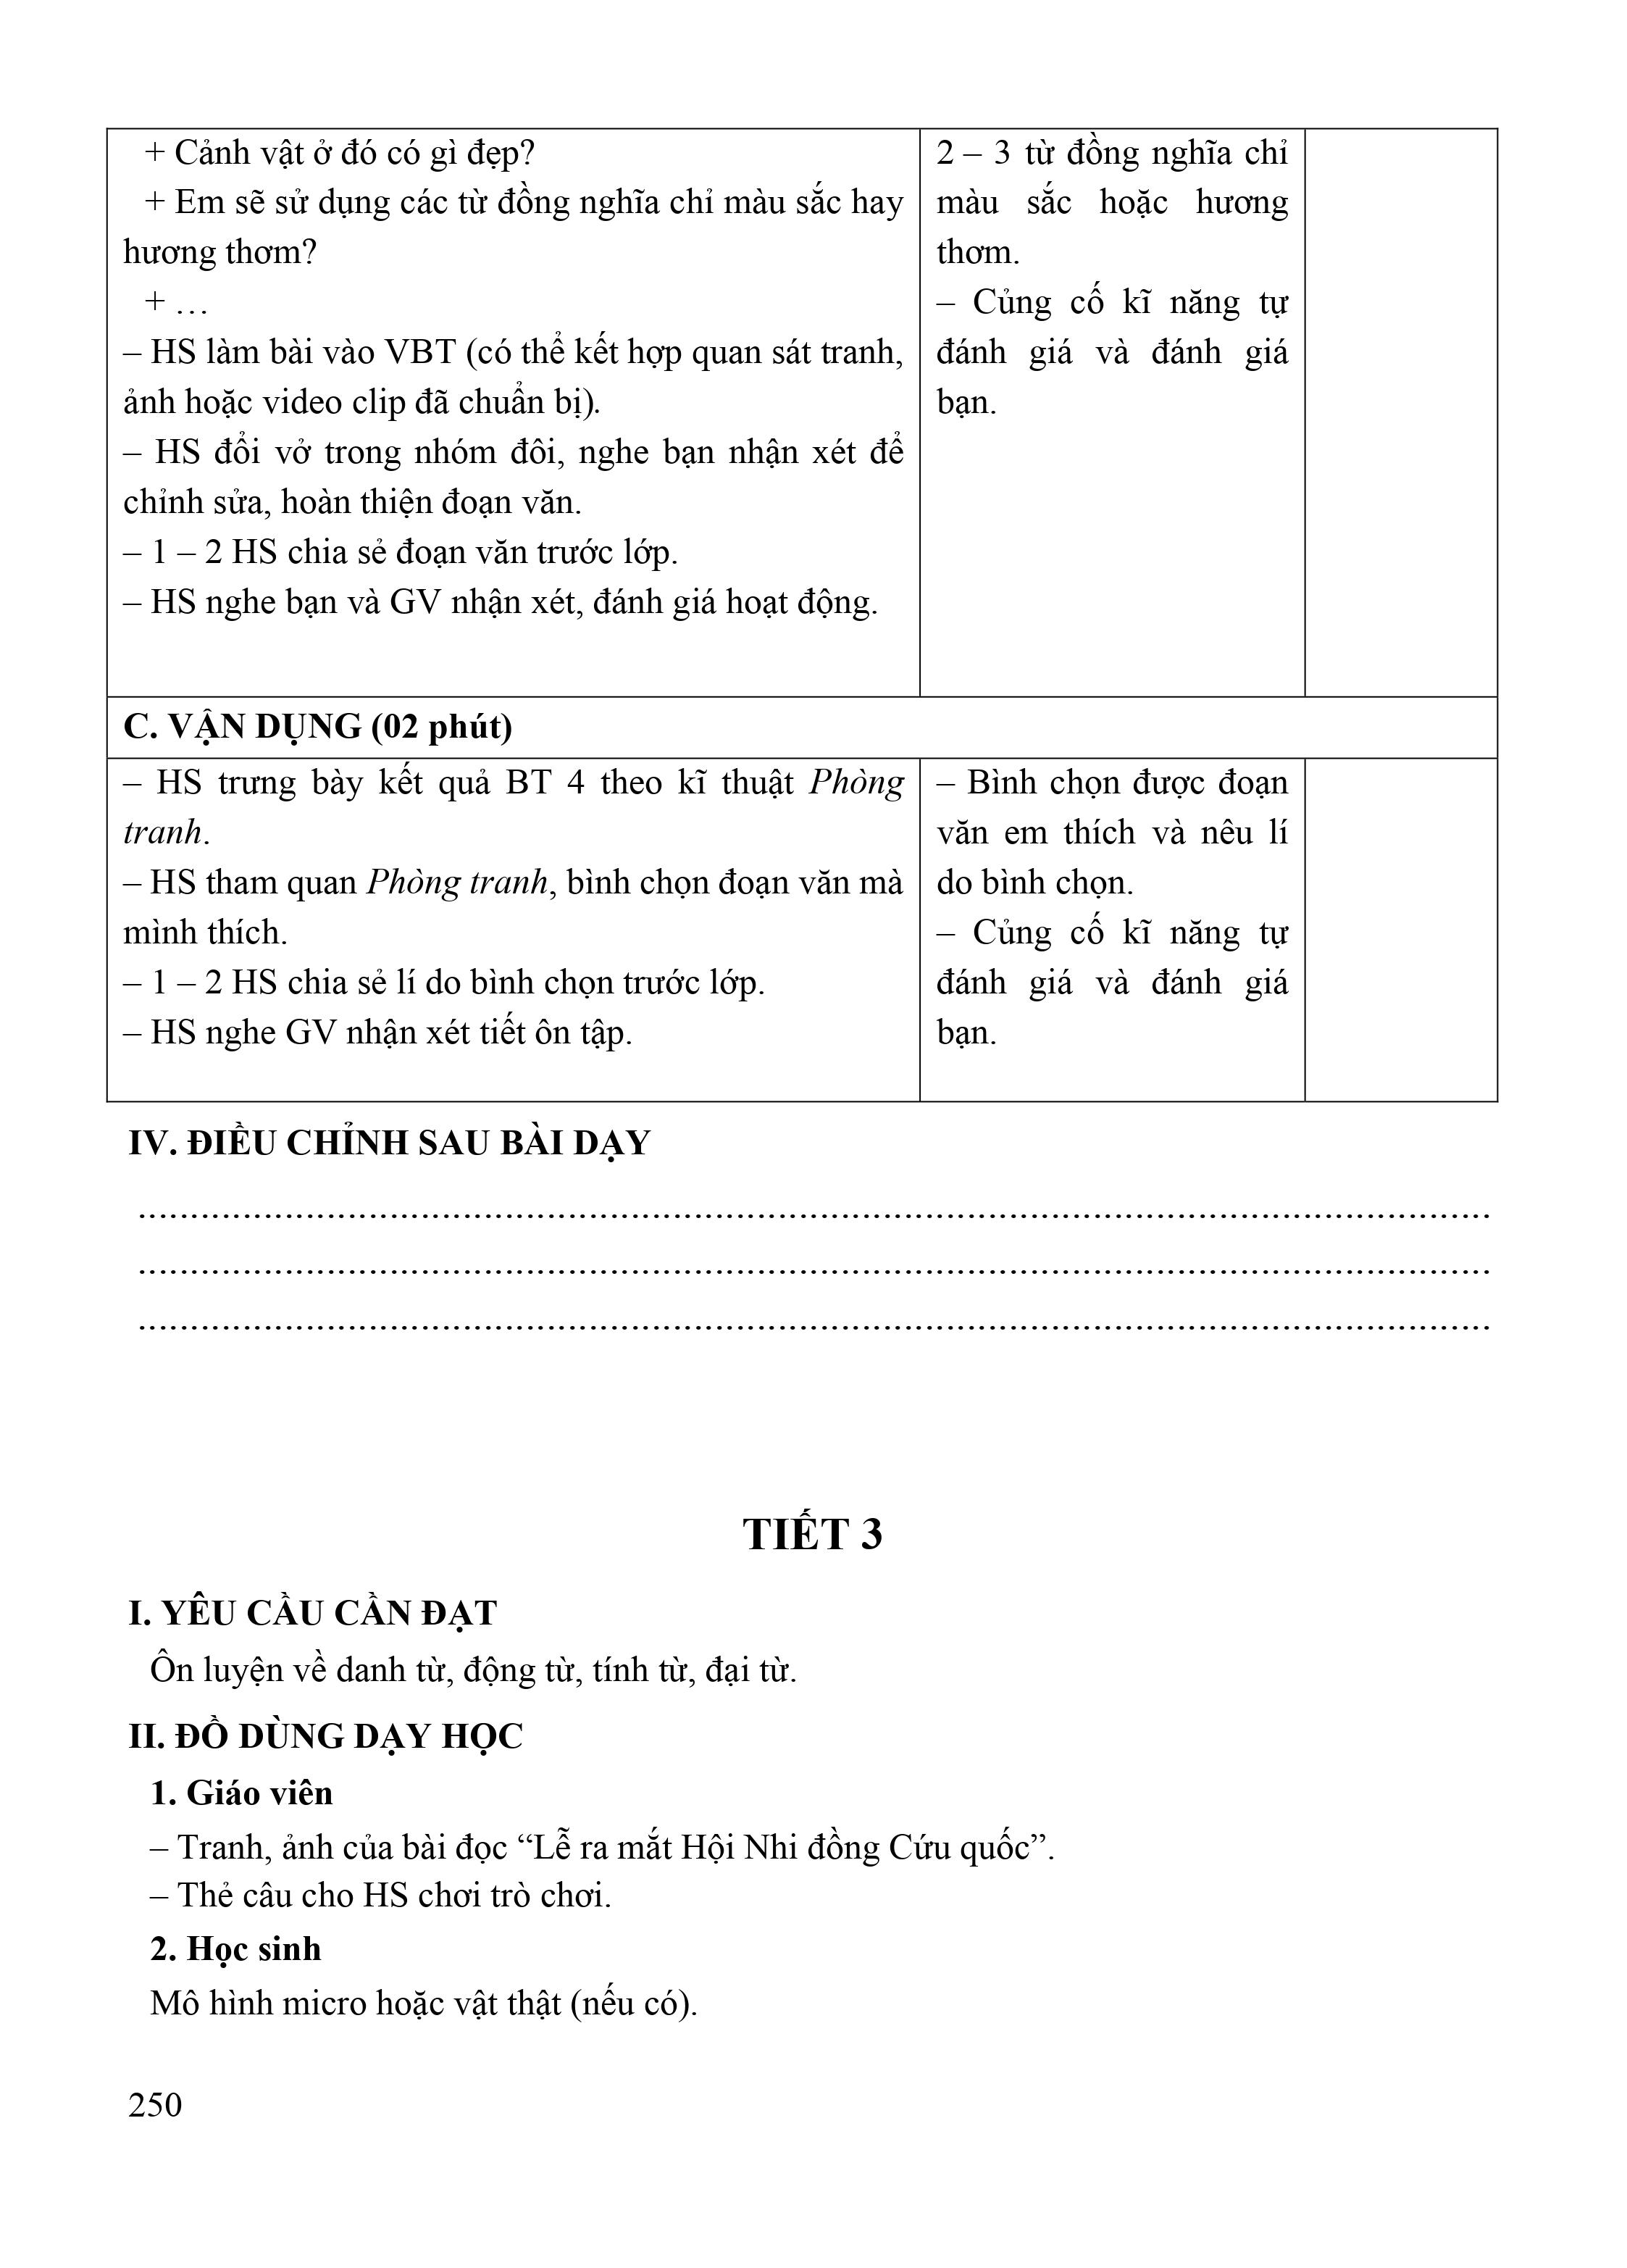 + Cảnh vật ở đó có gì đẹp?
+ Em sẽ sử dụng các từ đồng nghĩa chỉ màu sắc hay
hương thơm?
+ …
– HS làm bài vào VBT (có thể kết hợp quan sát tranh,
ảnh hoặc video clip đã chuẩn bị).
– HS đổi vở trong nhóm đôi, nghe bạn nhận xét để
chỉnh sửa, hoàn thiện đoạn văn.
– 1 – 2 HS chia sẻ đoạn văn trước lớp.
– HS nghe bạn và GV nhận xét, đánh giá hoạt động.
2 – 3 từ đồng nghĩa chỉ
màu sắc hoặc hương
thơm.
– Củng cố kĩ năng tự
đánh giá và đánh giá
bạn.
C. VẬN DỤNG (02 phút)
– HS trưng bày kết quả BT 4 theo kĩ thuật Phòng
tranh.
– HS tham quan Phòng tranh, bình chọn đoạn văn mà
mình thích.
– 1 – 2 HS chia sẻ lí do bình chọn trước lớp.
– HS nghe GV nhận xét tiết ôn tập.
– Bình chọn được đoạn
văn em thích và nêu lí
do bình chọn.
– Củng cố kĩ năng tự
đánh giá và đánh giá
bạn.
IV. ĐIỀU CHỈNH SAU BÀI DẠY
................................................................................................................................
................................................................................................................................
................................................................................................................................
TIẾT 3
I. YÊU CẦU CẦN ĐẠT
Ôn luyện về danh từ, động từ, tính từ, đại từ.
II. ĐỒ DÙNG DẠY HỌC
1. Giáo viên
– Tranh, ảnh của bài đọc “Lễ ra mắt Hội Nhi đồng Cứu quốc”.
– Thẻ câu cho HS chơi trò chơi.
2. Học sinh
Mô hình micro hoặc vật thật (nếu có).
250